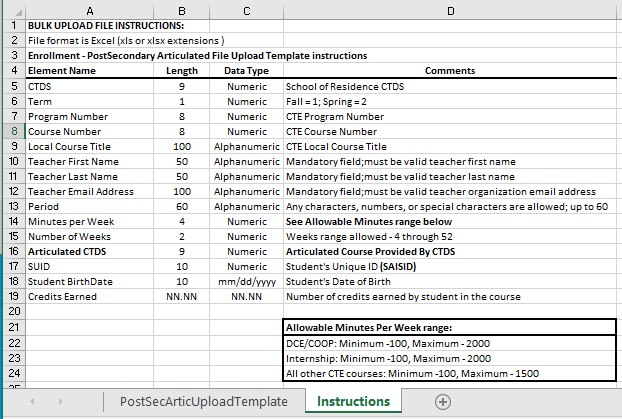 A B C D
1 BULK UPLOAD FILE INSTRUCTIONS:
2 File format is Excel (xls or xlsx extensions )
3 Enrollment - PostSecondary Articulated File Upload Template instructions
4 Element Name Length Data Type Comments
5 CTDS 9 Numeric School of Residence CTDS
6 Term 1 Numeric Fall = 1; Spring = 2
7 Program Number 8 Numeric CTE Program Number
8 Course Number 8 Numeric CTE Course Number
9 Local Course Title 100 Alphanumeric CTE Local Course Title
10 Teacher First Name 50 Alphanumeric Mandatory field;must be valid teacher first name
11 Teacher Last Name 50 Alphanumeric Mandatory field;must be valid teacher last name
12 Teacher Email Address 100 Alphanumeric Mandatory field;must be valid teacher organization email address
13 Period 60 Alphanumeric Any characters, numbers, or special characters are allowed; up to 60
14 Minutes per Week 4 Numeric See Allowable Minutes range below
15 Number of Weeks 2 Numeric Weeks range allowed - 4 through 52
16 Articulated CTDS 9 Numeric Articulated Course Provided By CTDS
17 SUID 10 Numeric Student's Unique ID (SAISID)
18 Student BirthDate 10 mm/dd/yyyy Student's Date of Birth
19 Credits Earned NN.NN NN.NN Number of credits earned by student in the course
20
21 Allowable Minutes Per Week range:
22 DCE/COOP: Minimum -100, Maximum - 2000
23 Internship: Minimum -100, Maximum - 2000
24 All other CTE courses: Minimum -100, Maximum - 1500
PostSecArticUploadTemplate Instructions